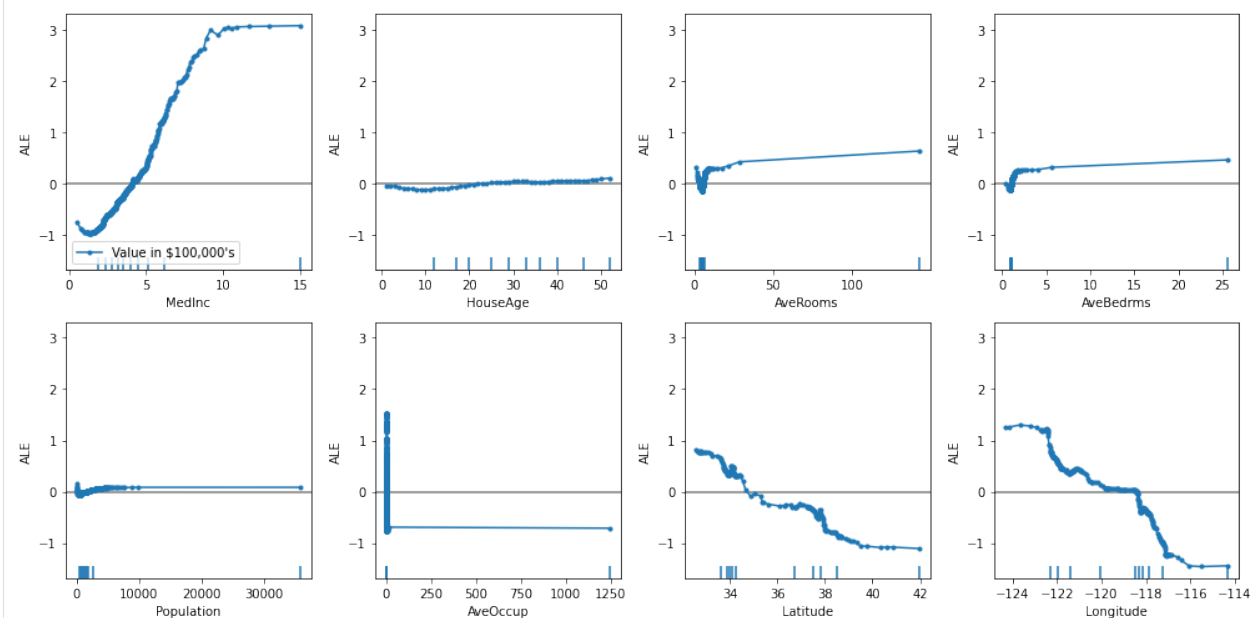 3
2
1
0
−1
ALE
Value in $100,000's
0 5 10 15
MedInc
3
2
1
0
−1
ALE
0 10 20 30 40 50
HouseAge
3
2
1
0
−1
ALE
0 50 100
AveRooms
3
2
1
0
−1
ALE
0 5 10 15 20 25
AveBedrms
3
2
1
0
−1
ALE
0 10000 20000 30000
Population
3
2
1
0
−1
ALE
0 250 500 750 1000 1250
AveOccup
3
2
1
0
−1
ALE
34 36 38 40 42
Latitude
3
2
1
0
−1
ALE
−124 −122 −120 −118 −116 −114
Longitude